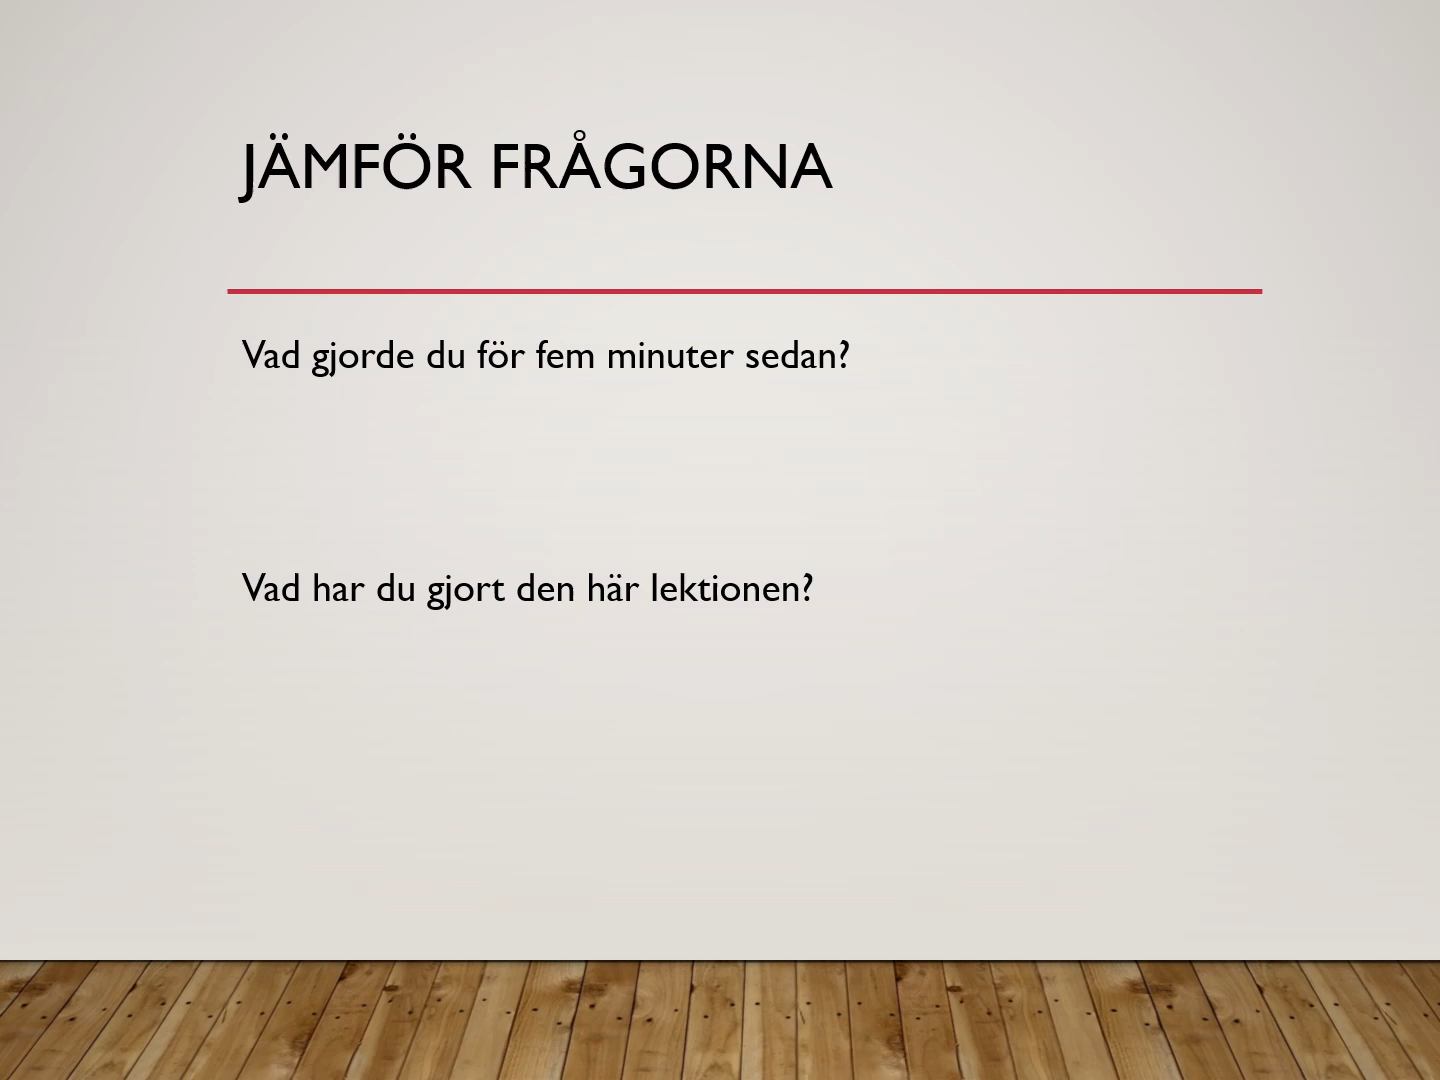 JÄMFÖR FRÅGORNA
Vad gjorde du för fem minuter sedan?
Vad har du gjort den här lektionen?